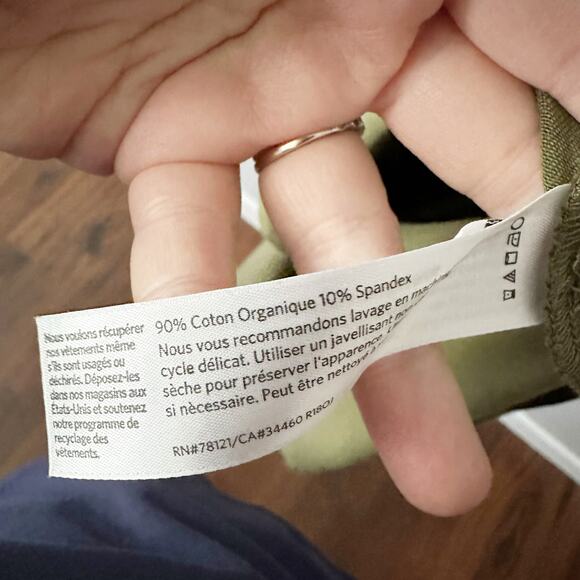 Nous voulons récupérer
nos vêtements même
s'ils sont usagés ou
déchirés. Déposez-les
dans nos magasins aux
États-Unis et soutenez
notre programme de
recyclage des
vêtements.
90% Coton Organique 10% Spandex
Nous vous recommandons lavage en machine
cycle délicat. Utiliser un javellisant non
sèche pour préserver l'apparence.
si nècessaire. Peut être nettoyé à
RN#78121/CA#34460